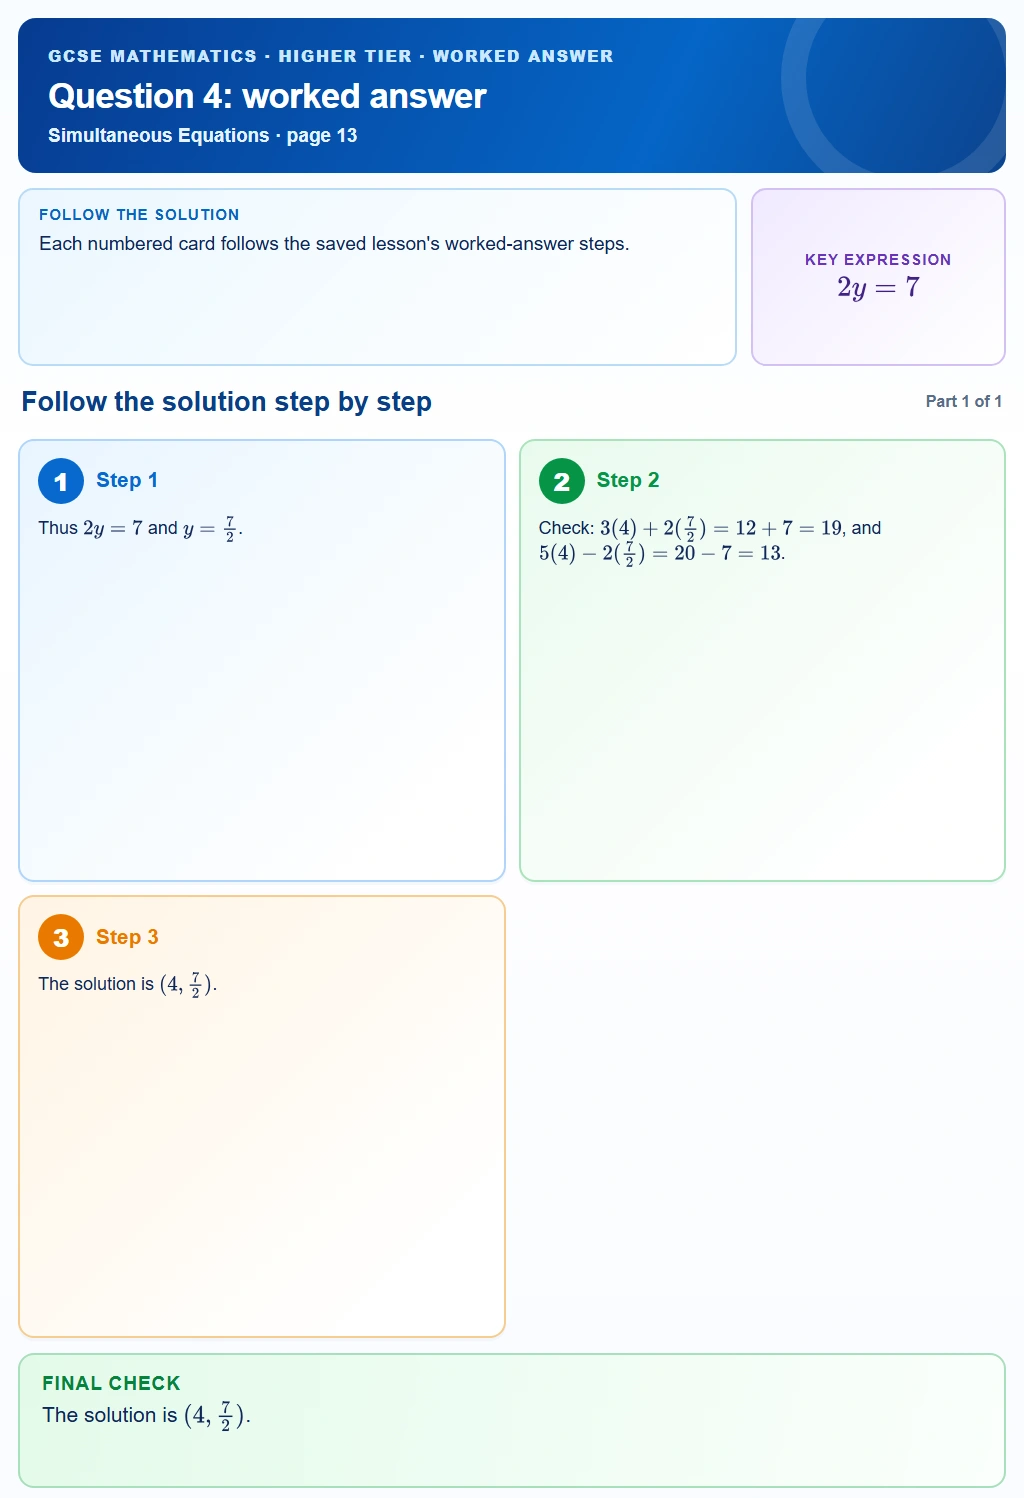 GCSE MATHEMATICS · HIGHER TIER · WORKED ANSWER
Question 4: worked answer
Simultaneous Equations · page 13
FOLLOW THE SOLUTION
Each numbered card follows the saved lesson's worked-answer steps.
KEY EXPRESSION
2y = 7
Follow the solution step by step
Part 1 of 1
1 Step 1
Thus 2y = 7 and y = 7/2.
2 Step 2
Check: 3(4) + 2(7/2) = 12 + 7 = 19, and
5(4) − 2(7/2) = 20 − 7 = 13.
3 Step 3
The solution is (4, 7/2).
FINAL CHECK
The solution is (4, 7/2).